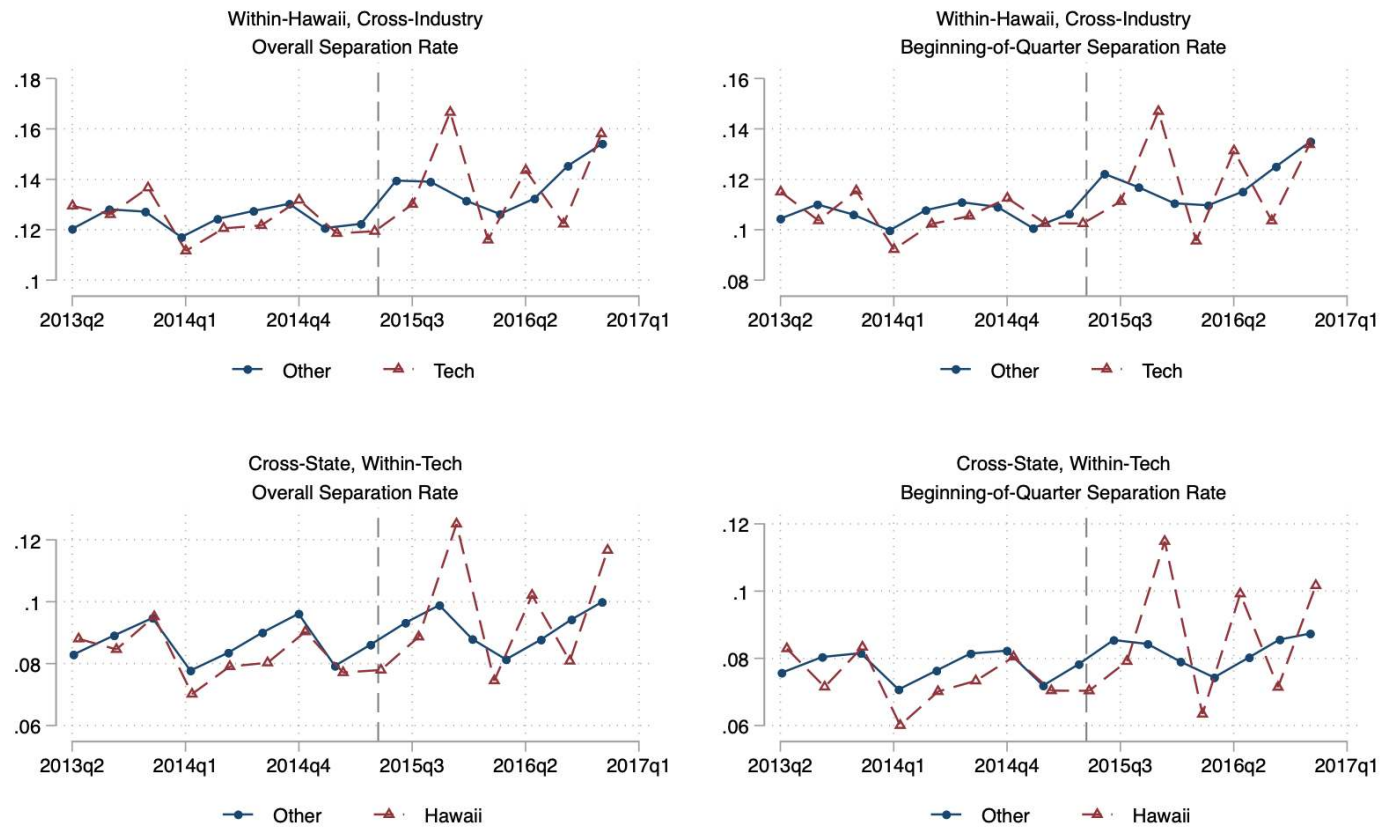 Within-Hawaii, Cross-Industry
Overall Separation Rate
.18
.16
.14
.12
.1
2013q2 2014q1 2014q4 2015q3 2016q2 2017q1
Other Tech
Within-Hawaii, Cross-Industry
Beginning-of-Quarter Separation Rate
.16
.14
.12
.1
.08
2013q2 2014q1 2014q4 2015q3 2016q2 2017q1
Other Tech
Cross-State, Within-Tech
Overall Separation Rate
.12
.1
.08
.06
2013q2 2014q1 2014q4 2015q3 2016q2 2017q1
Other Hawaii
Cross-State, Within-Tech
Beginning-of-Quarter Separation Rate
.12
.1
.08
.06
2013q2 2014q1 2014q4 2015q3 2016q2 2017q1
Other Hawaii